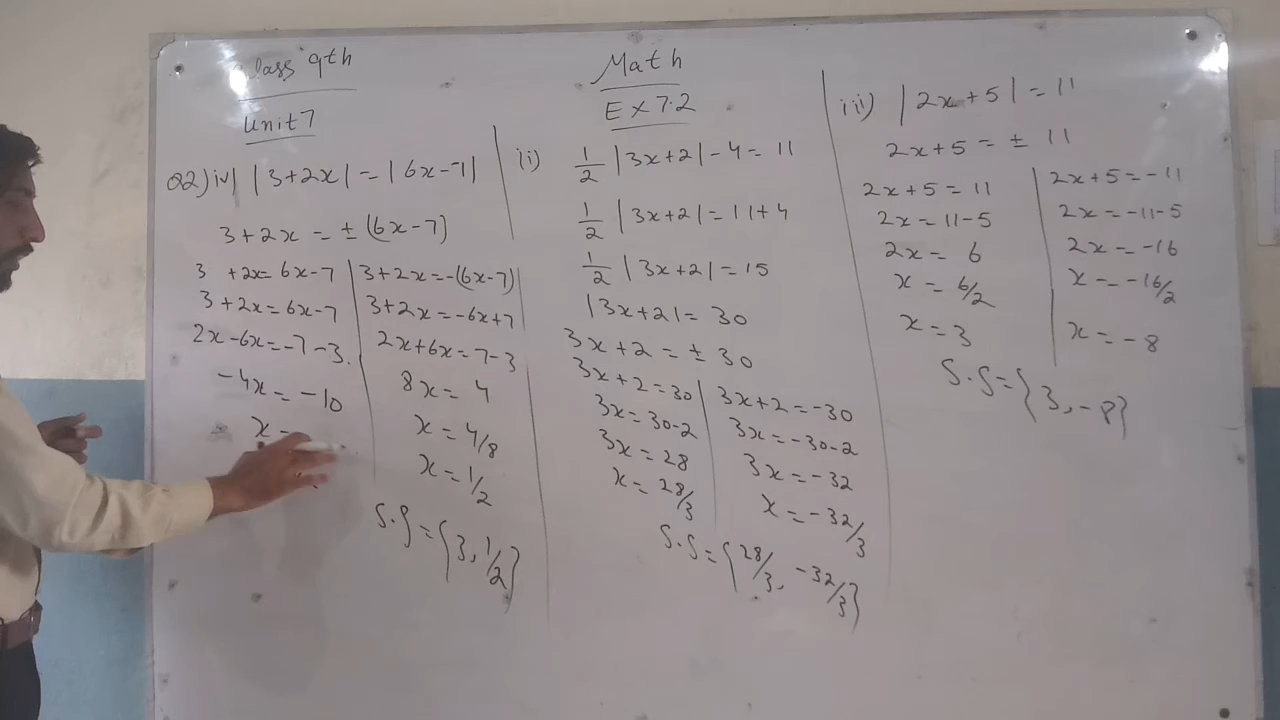 Class 9th
Unit 7
Math
Ex 7.2
Q2) iv) |3+2x| = |6x-7|
3+2x = ± (6x-7)
3 +2x = 6x-7
3+2x = 6x-7
2x-6x = -7-3.
-4x = -10
x =
3+2x = -(6x-7)
3+2x = -6x+7
2x+6x = 7-3
8x = 4
x = 4/8
x = 1/2
S.S = {3, 1/2}
(i) 1/2 |3x+2| - 4 = 11
1/2 |3x+2| = 11+4
1/2 |3x+2| = 15
|3x+2| = 30
3x+2 = ± 30
3x+2 = 30
3x = 30-2
3x = 28
x = 28/3
3x+2 = -30
3x = -30-2
3x = -32
x = -32/3
S.S = {28/3, -32/3}
iii) |2x+5| = 11
2x+5 = ± 11
2x+5 = 11
2x = 11-5
2x = 6
x = 6/2
x = 3
2x+5 = -11
2x = -11-5
2x = -16
x = -16/2
x = -8
S.S = {3, -8}